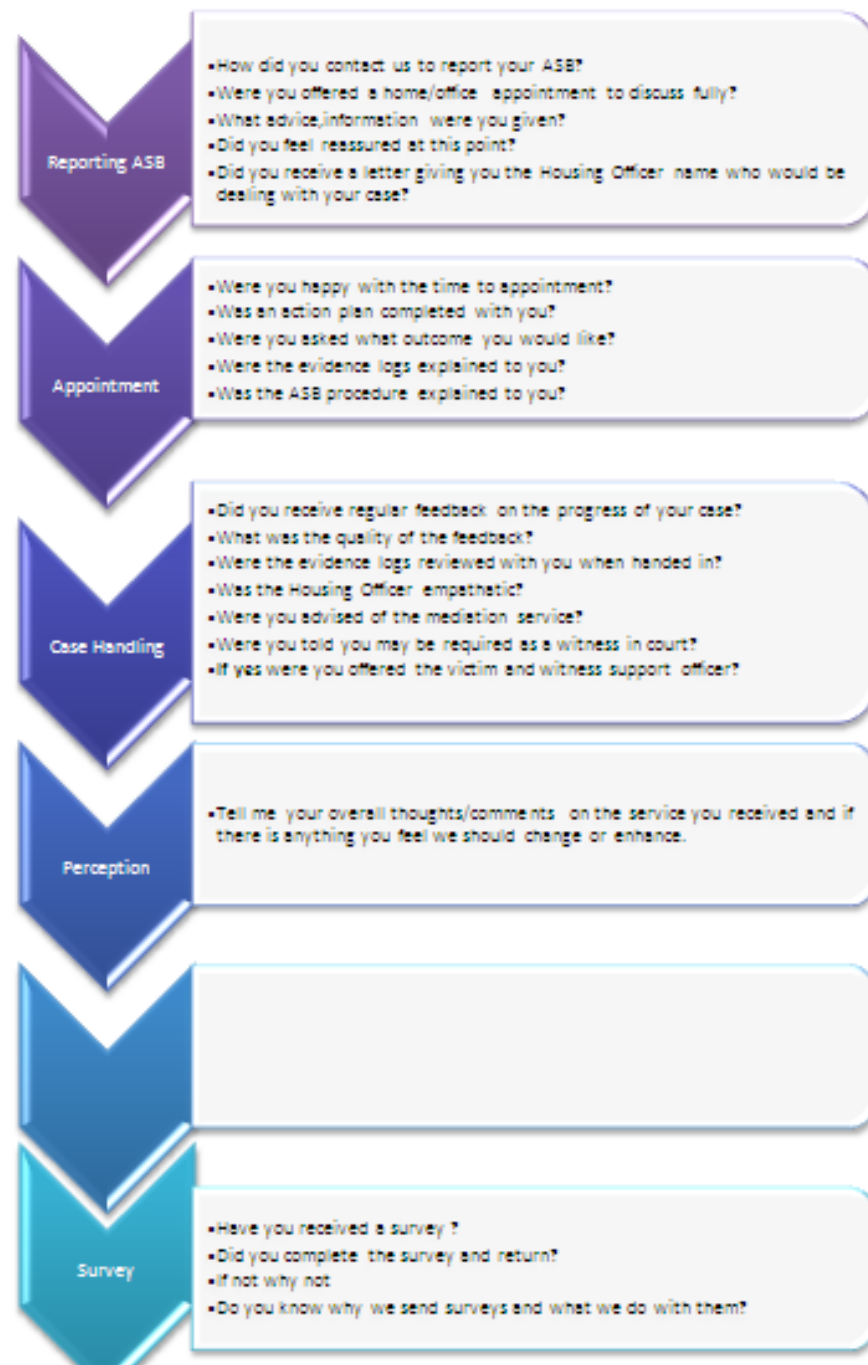 Reporting ASB
▪How did you contact us to report your ASB?
▪Were you offered a home/office appointment to discuss fully?
▪What advice,information were you given?
▪Did you feel reassured at this point?
▪Did you receive a letter giving you the Housing Officer name who would be
dealing with your case?
Appointment
▪Were you happy with the time to appointment?
▪Was an action plan completed with you?
▪Were you asked what outcome you would like?
▪Were the evidence logs explained to you?
▪Was the ASB procedure explained to you?
Case Handling
▪Did you receive regular feedback on the progress of your case?
▪What was the quality of the feedback?
▪Were the evidence logs reviewed with you when handed in?
▪Was the Housing Officer empathatic?
▪Were you advised of the mediation service?
▪Were you told you may be required as a witness in court?
▪If yes were you offered the victim and witness support officer?
Perception
▪Tell me your overall thoughts/comments on the service you received and if
there is anything you feel we should change or enhance.
Survey
▪Have you received a survey ?
▪Did you complete the survey and return?
▪If not why not
▪Do you know why we send surveys and what we do with them?